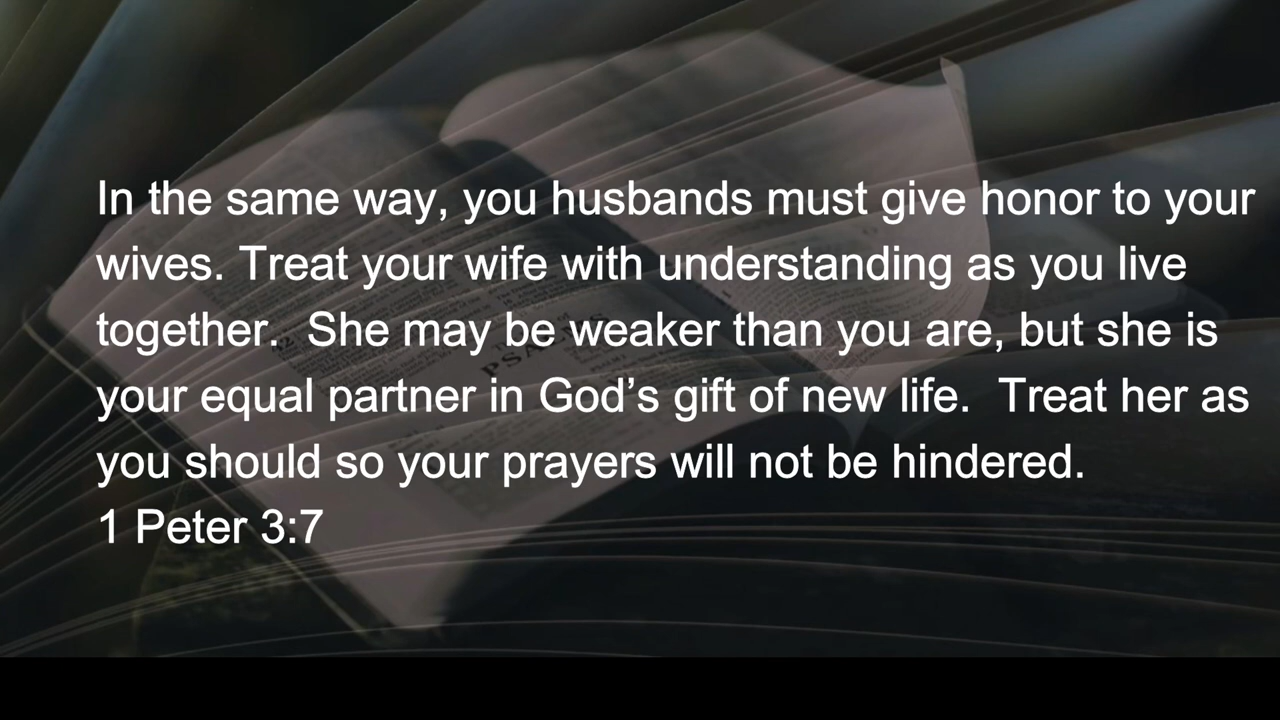 In the same way, you husbands must give honor to your
wives. Treat your wife with understanding as you live
together.  She may be weaker than you are, but she is
your equal partner in God’s gift of new life.  Treat her as
you should so your prayers will not be hindered.
1 Peter 3:7
PSALMS